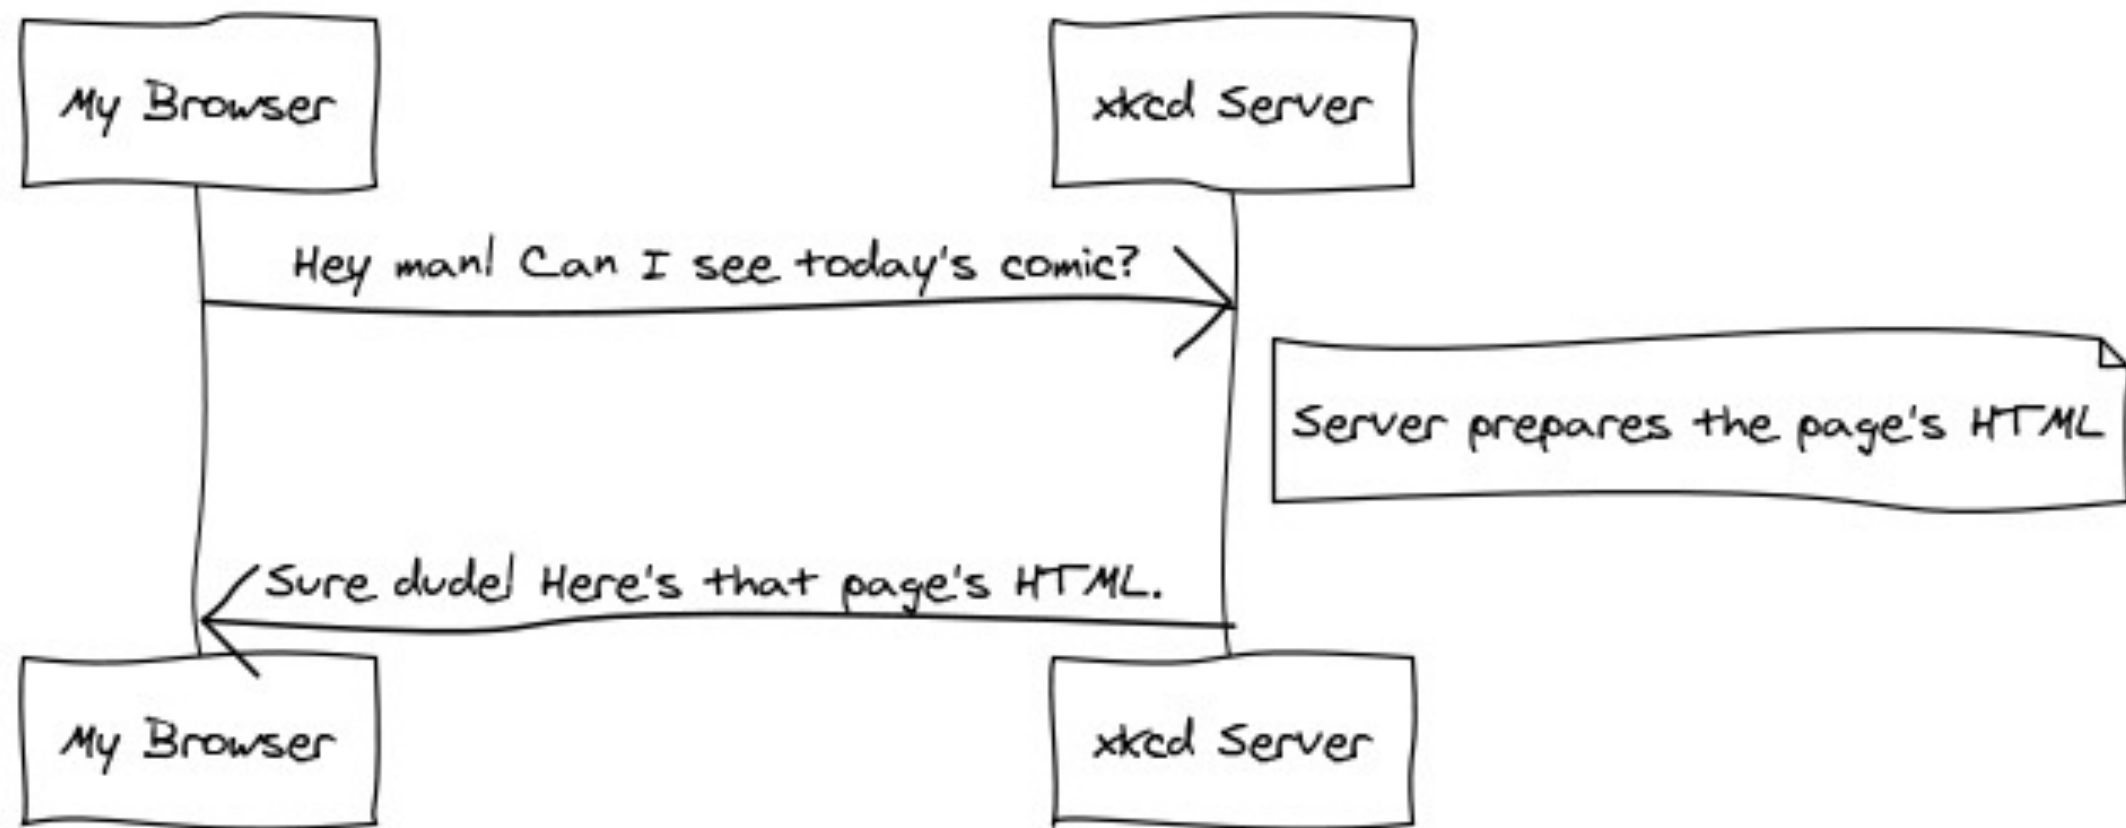 My Browser
xkcd Server
Hey man! Can I see today's comic?
Server prepares the page's HTML
Sure dude! Here's that page's HTML.
My Browser
xkcd Server